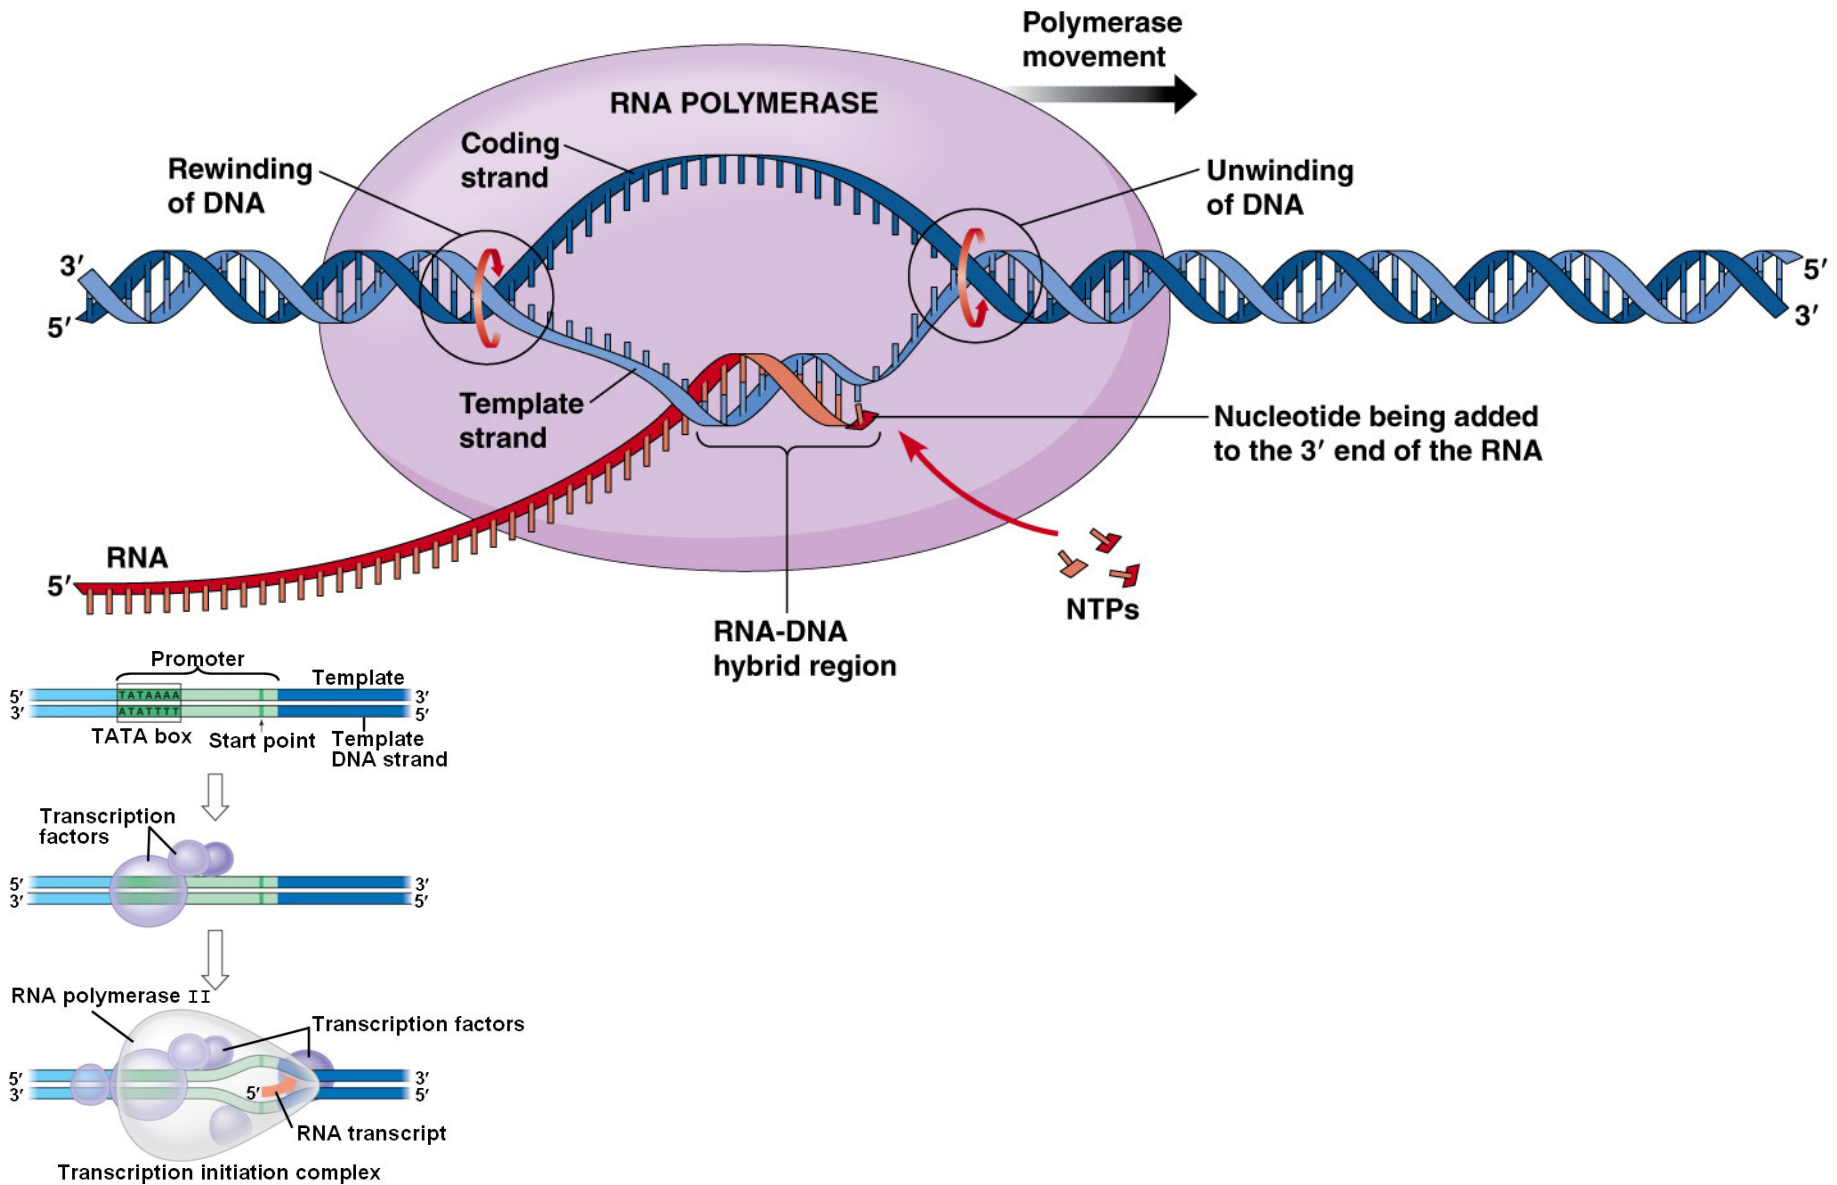 Polymerase
movement
RNA POLYMERASE
Coding
strand
Rewinding
of DNA
Unwinding
of DNA
3′
5′
5′
3′
Template
strand
Nucleotide being added
to the 3′ end of the RNA
RNA
5′
NTPs
RNA-DNA
hybrid region
Promoter
Template
5′ TATAAAA 3′
3′ ATATTTT 5′
TATA box
Start point
Template
DNA strand
Transcription
factors
5′ 3′
3′ 5′
RNA polymerase II
Transcription factors
5′ 3′
3′ 5′ 5′
RNA transcript
Transcription initiation complex